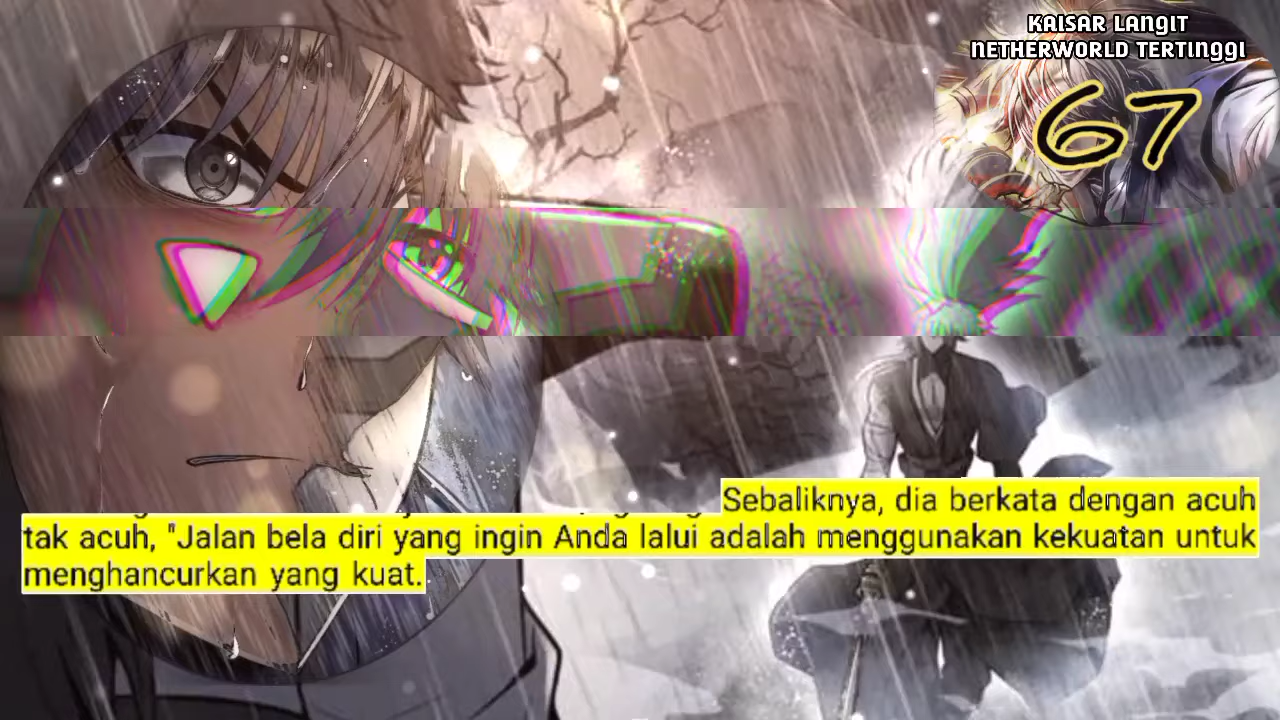 KAISAR LANGIT
NETHERWORLD TERTINGGI
67
Sebaliknya, dia berkata dengan acuh
tak acuh, "Jalan bela diri yang ingin Anda lalui adalah menggunakan kekuatan untuk
menghancurkan yang kuat.